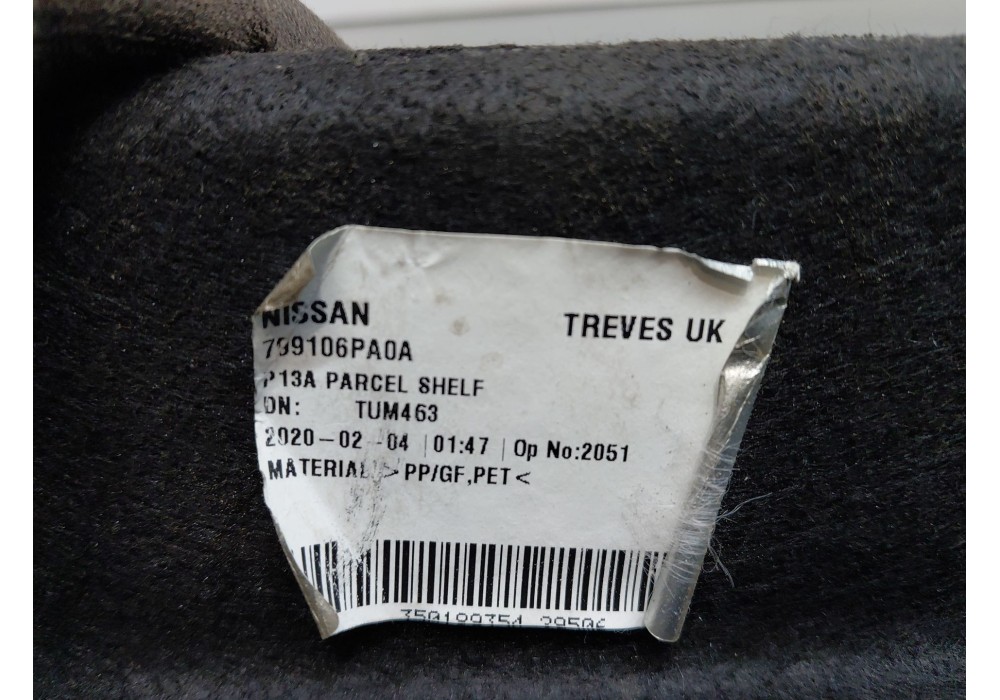 NISSAN TREVES UK
799106PA0A
P13A PARCEL SHELF
DN: TUM463
2020-02-04 |01:47 | Op No:2051
MATERIAL >PP/GF,PET<